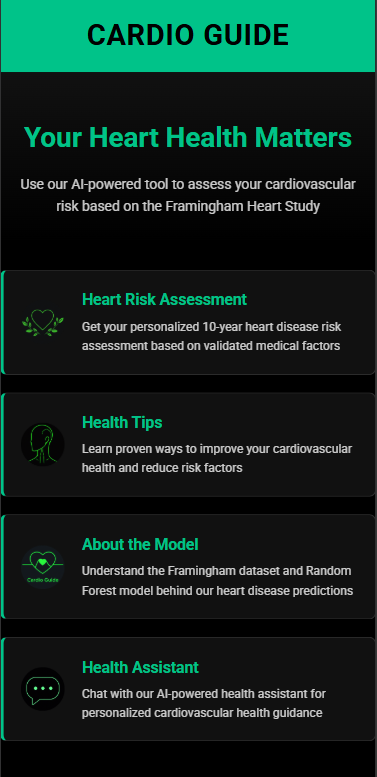 CARDIO GUIDE
Your Heart Health Matters
Use our AI-powered tool to assess your cardiovascular
risk based on the Framingham Heart Study
Heart Risk Assessment
Get your personalized 10-year heart disease risk
assessment based on validated medical factors
Health Tips
Learn proven ways to improve your cardiovascular
health and reduce risk factors
About the Model
Cardio Guide
Understand the Framingham dataset and Random
Forest model behind our heart disease predictions
Health Assistant
Chat with our AI-powered health assistant for
personalized cardiovascular health guidance